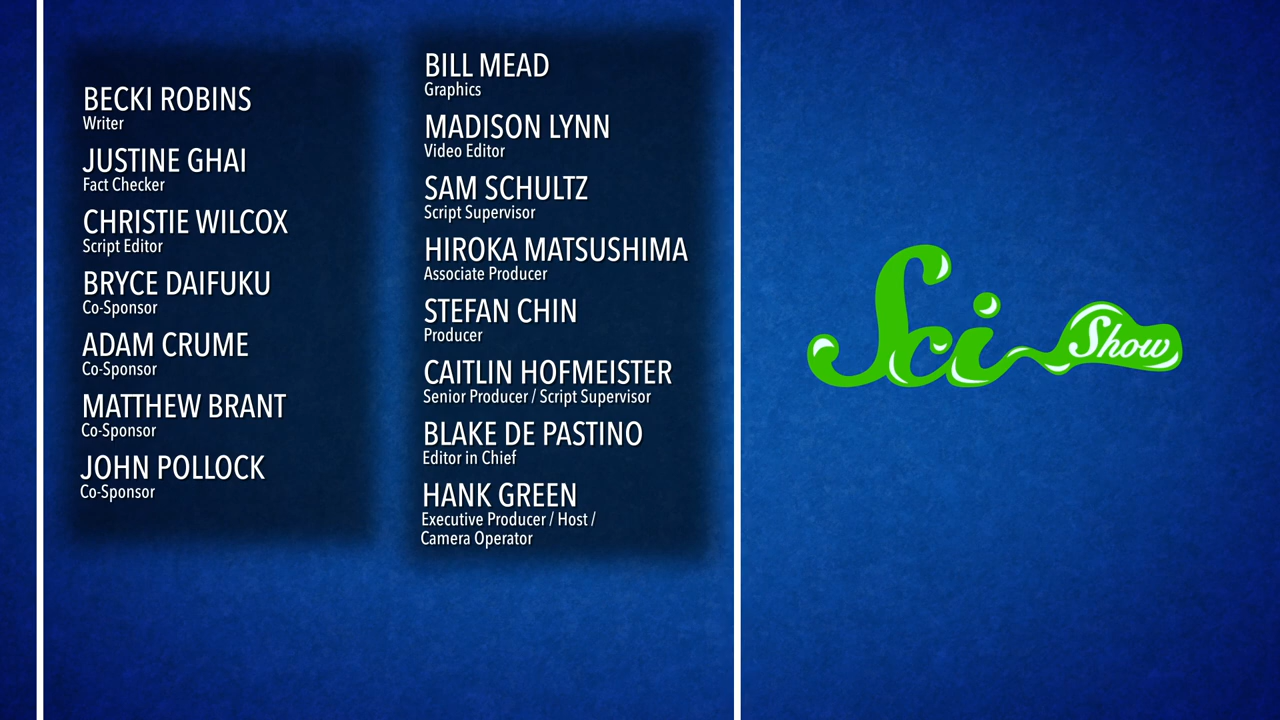 BECKI ROBINS
Writer
JUSTINE GHAI
Fact Checker
CHRISTIE WILCOX
Script Editor
BRYCE DAIFUKU
Co-Sponsor
ADAM CRUME
Co-Sponsor
MATTHEW BRANT
Co-Sponsor
JOHN POLLOCK
Co-Sponsor
BILL MEAD
Graphics
MADISON LYNN
Video Editor
SAM SCHULTZ
Script Supervisor
HIROKA MATSUSHIMA
Associate Producer
STEFAN CHIN
Producer
CAITLIN HOFMEISTER
Senior Producer / Script Supervisor
BLAKE DE PASTINO
Editor in Chief
HANK GREEN
Executive Producer / Host /
Camera Operator
Sci Show